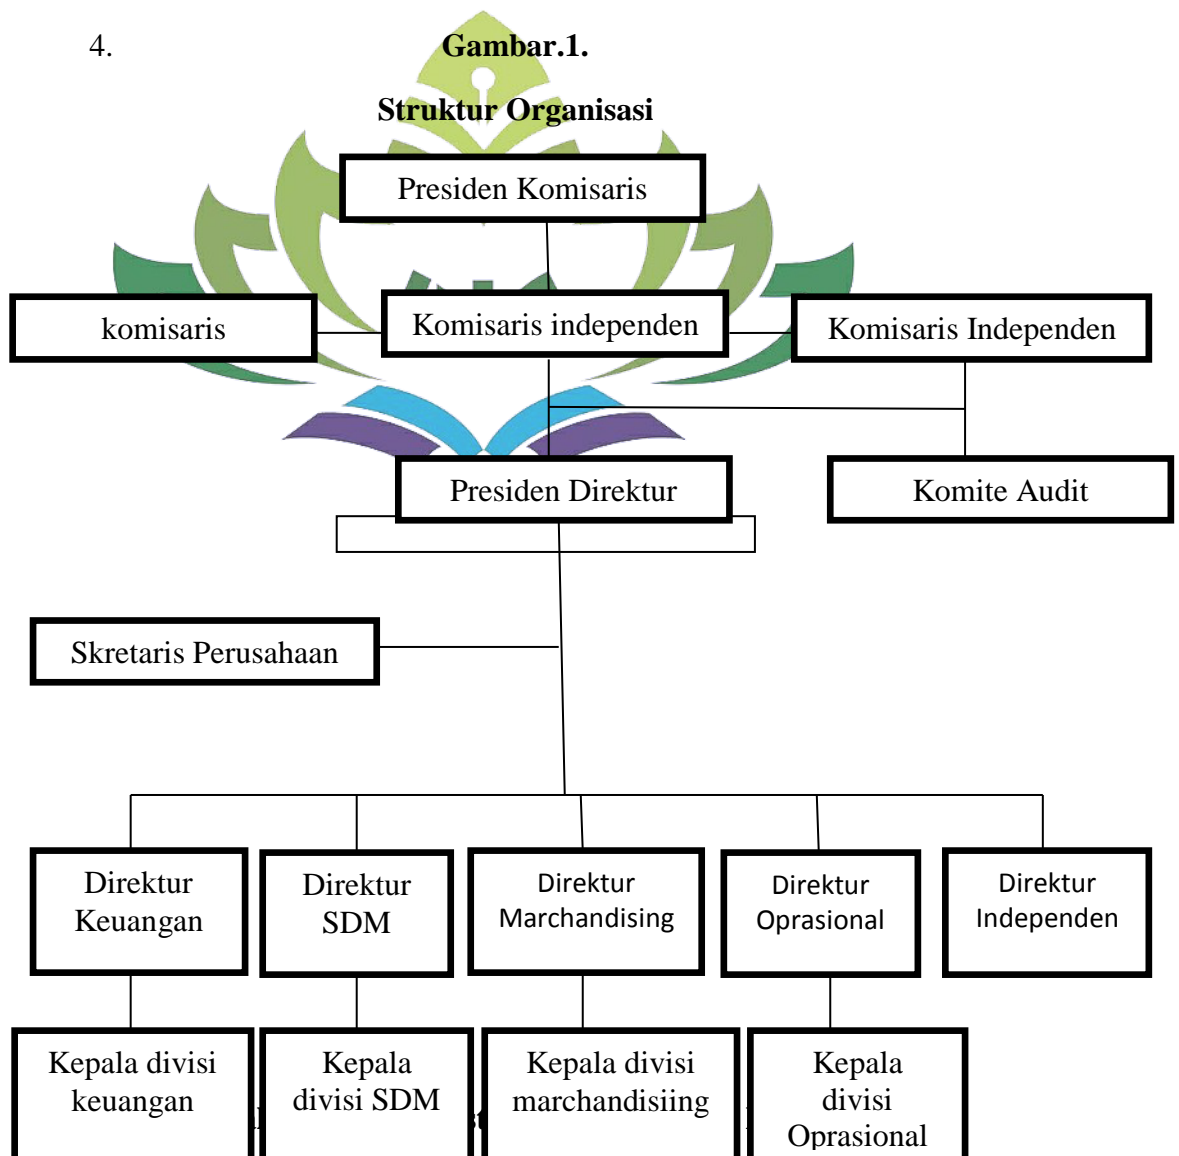 4.
Gambar.1.
Struktur Organisasi
Presiden Komisaris
komisaris
Komisaris independen
Komisaris Independen
Presiden Direktur
Komite Audit
Skretaris Perusahaan
Direktur
Keuangan
Direktur
SDM
Direktur
Marchandising
Direktur
Oprasional
Direktur
Independen
Kepala divisi
keuangan
Kepala
divisi SDM
Kepala divisi
marchandisiing
Kepala
divisi
Oprasional